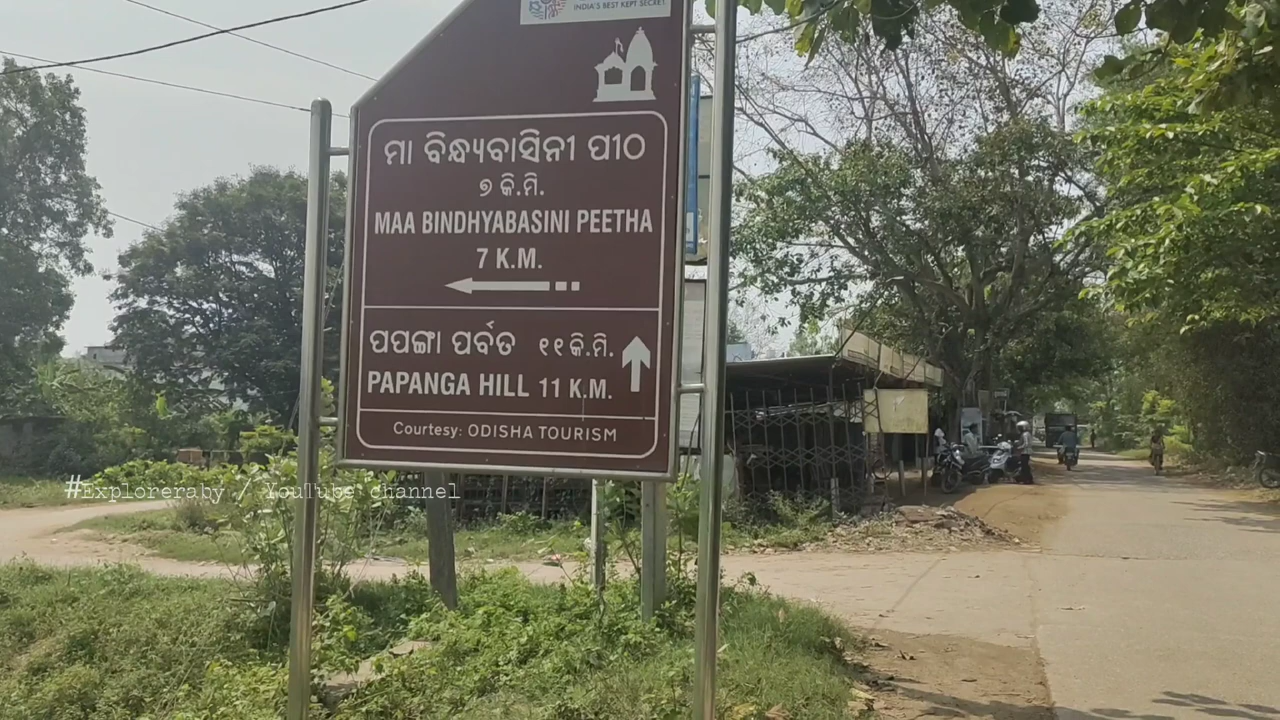 INDIA'S BEST KEPT SECRET
ମା ବିନ୍ଧ୍ୟବାସିନୀ ପୀଠ
୭ କି.ମି.
MAA BINDHYABASINI PEETHA
7 K.M.
ପପଙ୍ଗା ପର୍ବତ ୧୧ କି.ମି.
PAPANGA HILL 11 K.M.
Courtesy: ODISHA TOURISM
#Exploreraby / YouTube channel